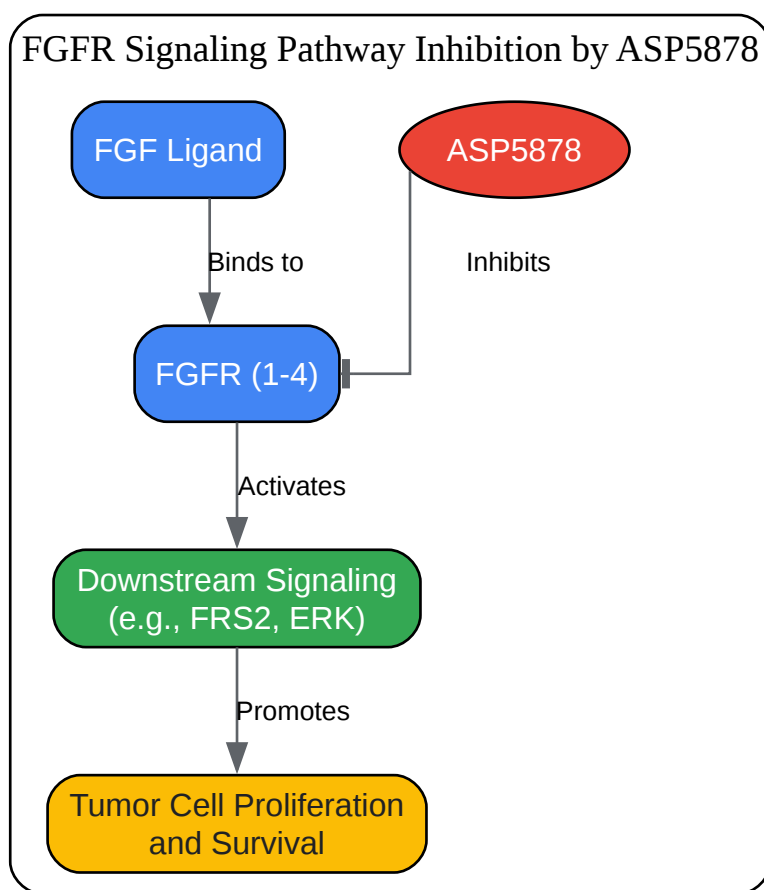 FGFR Signaling Pathway Inhibition by ASP5878
FGF Ligand
ASP5878
Binds to
Inhibits
FGFR (1-4)
Activates
Downstream Signaling
(e.g., FRS2, ERK)
Promotes
Tumor Cell Proliferation
and Survival